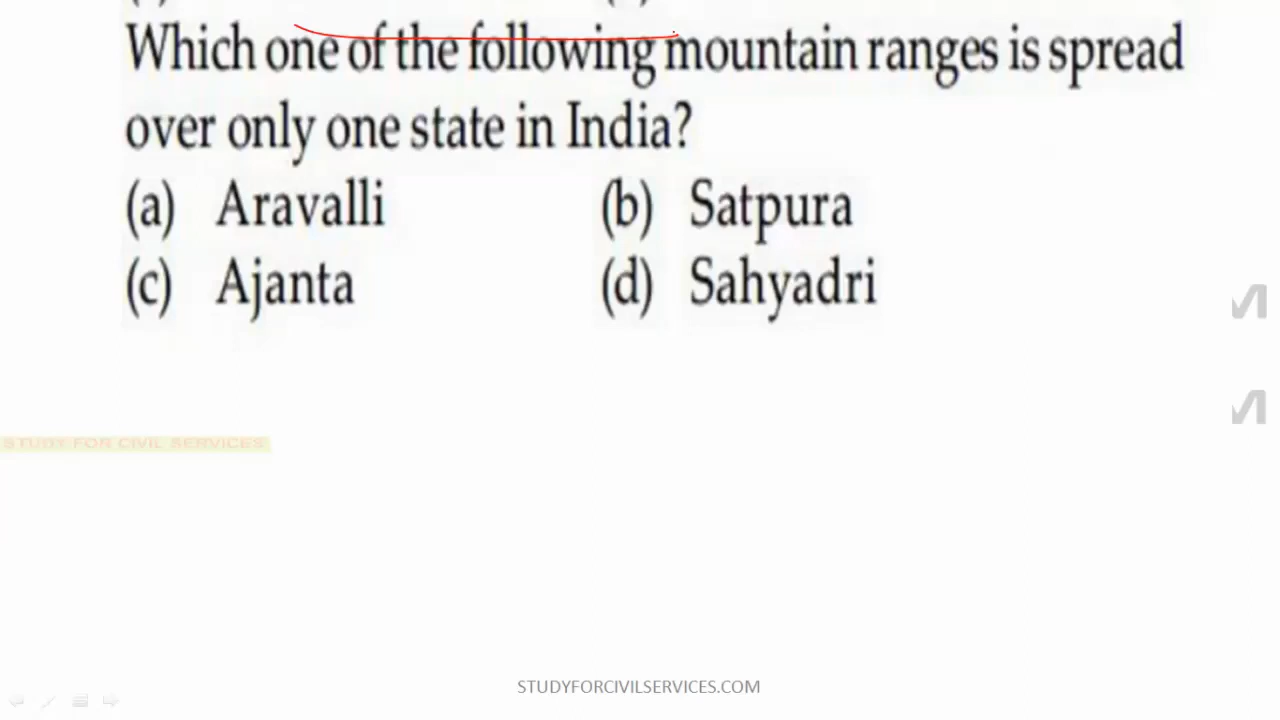 Which one of the following mountain ranges is spread
over only one state in India?
(a) Aravalli (b) Satpura
(c) Ajanta (d) Sahyadri
STUDY FOR CIVIL SERVICES
STUDYFORCIVILSERVICES.COM